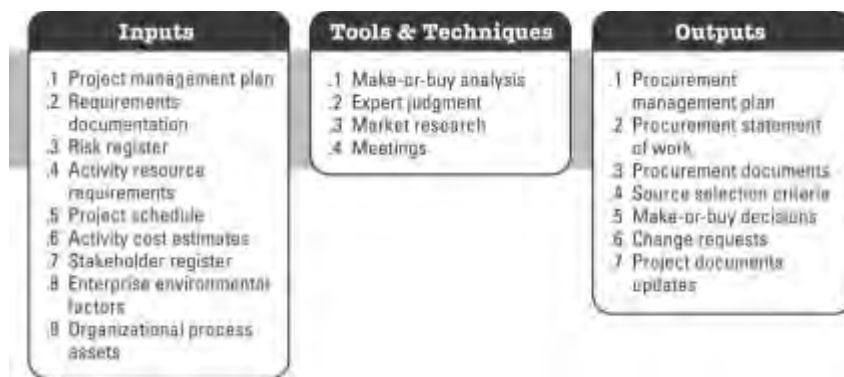 Inputs
.1 Project management plan
.2 Requirements
documentation
.3 Risk register
.4 Activity resource
requirements
.5 Project schedule
.6 Activity cost estimates
.7 Stakeholder register
.8 Enterprise environmental
factors
.9 Organizational process
assets
Tools & Techniques
.1 Make-or-buy analysis
.2 Expert judgment
.3 Market research
.4 Meetings
Outputs
.1 Procurement
management plan
.2 Procurement statement
of work
.3 Procurement documents
.4 Source selection criteria
.5 Make-or-buy decisions
.6 Change requests
.7 Project documents
updates